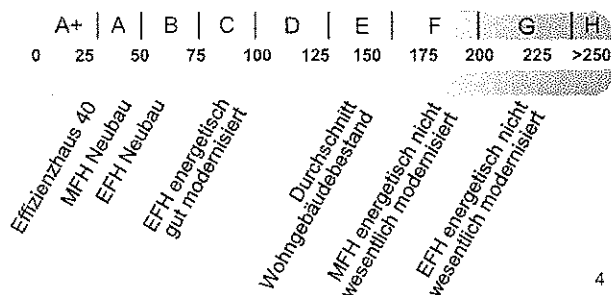 A+ | A | B | C | D | E | F | G | H
0 25 50 75 100 125 150 175 200 225 >250
Effizienzhaus 40
MFH Neubau
EFH Neubau
EFH energetisch
gut modernisiert
Durchschnitt
Wohngebäudebestand
MFH energetisch nicht
wesentlich modernisiert
EFH energetisch nicht
wesentlich modernisiert
4